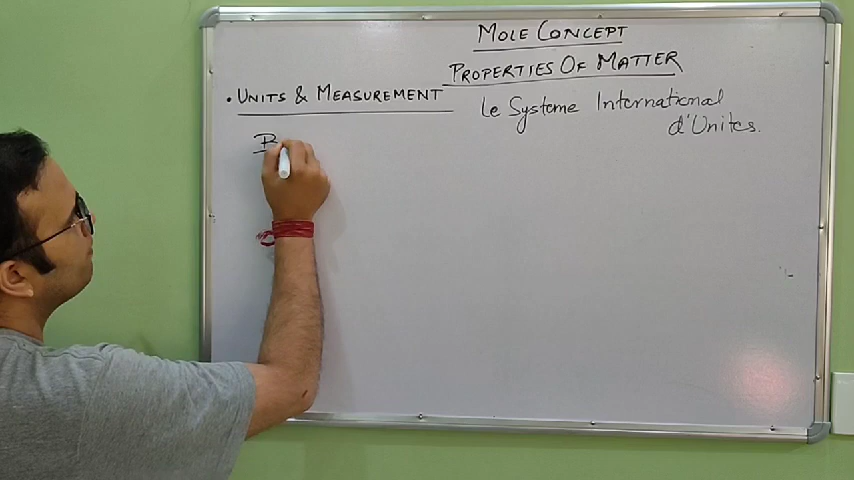 MOLE CONCEPT
PROPERTIES OF MATTER
• UNITS & MEASUREMENT
Le Systeme International
d'Unites.
B